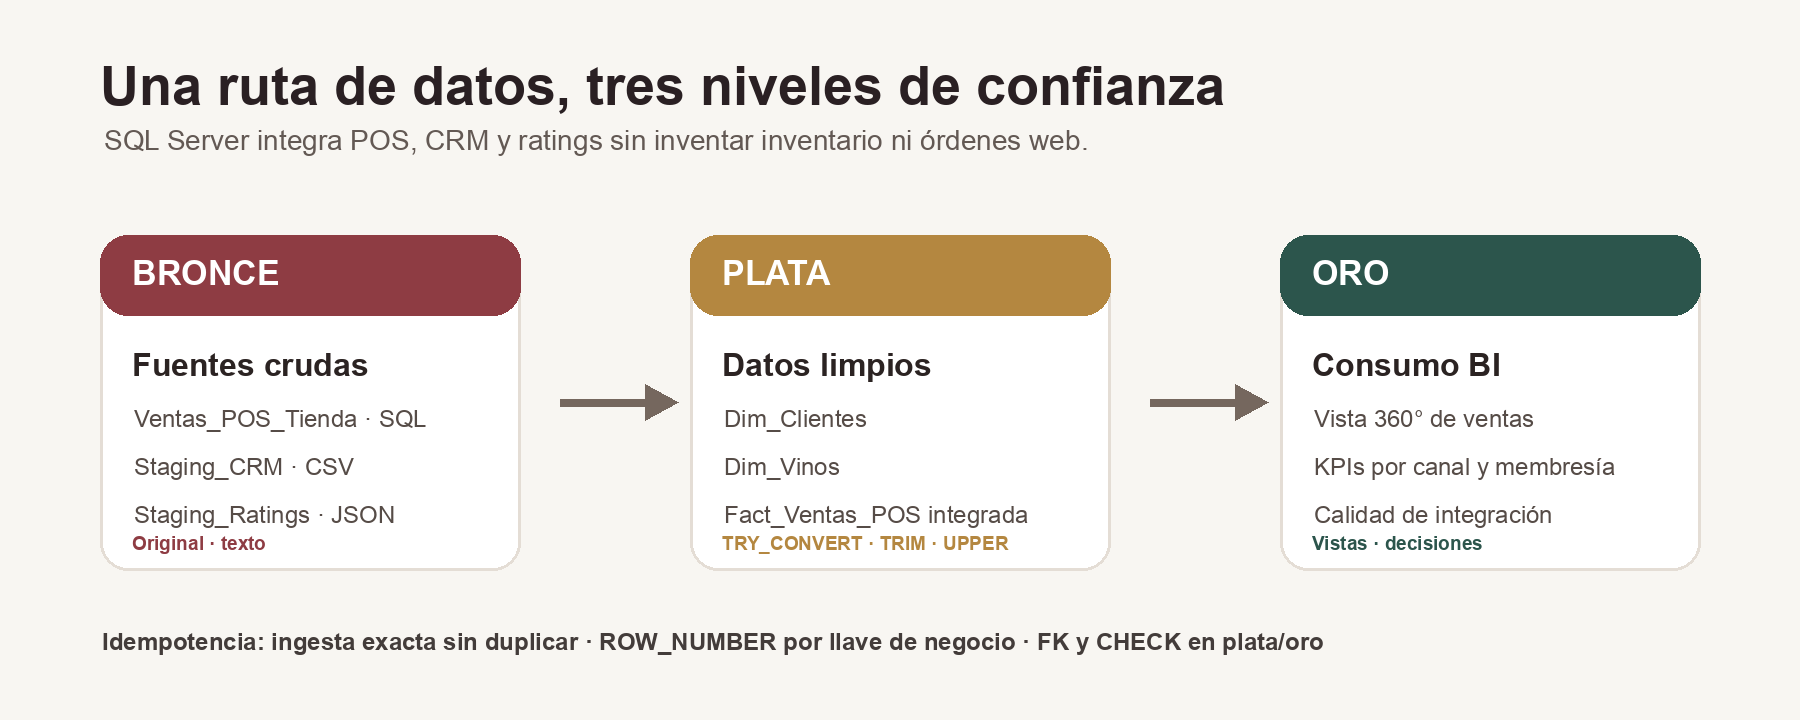 Una ruta de datos, tres niveles de confianza
SQL Server integra POS, CRM y ratings sin inventar inventario ni órdenes web.
BRONCE
Fuentes crudas
Ventas_POS_Tienda · SQL
Staging_CRM · CSV
Staging_Ratings · JSON
Original · texto
PLATA
Datos limpios
Dim_Clientes
Dim_Vinos
Fact_Ventas_POS integrada
TRY_CONVERT · TRIM · UPPER
ORO
Consumo BI
Vista 360° de ventas
KPIs por canal y membresía
Calidad de integración
Vistas · decisiones
Idempotencia: ingesta exacta sin duplicar · ROW_NUMBER por llave de negocio · FK y CHECK en plata/oro